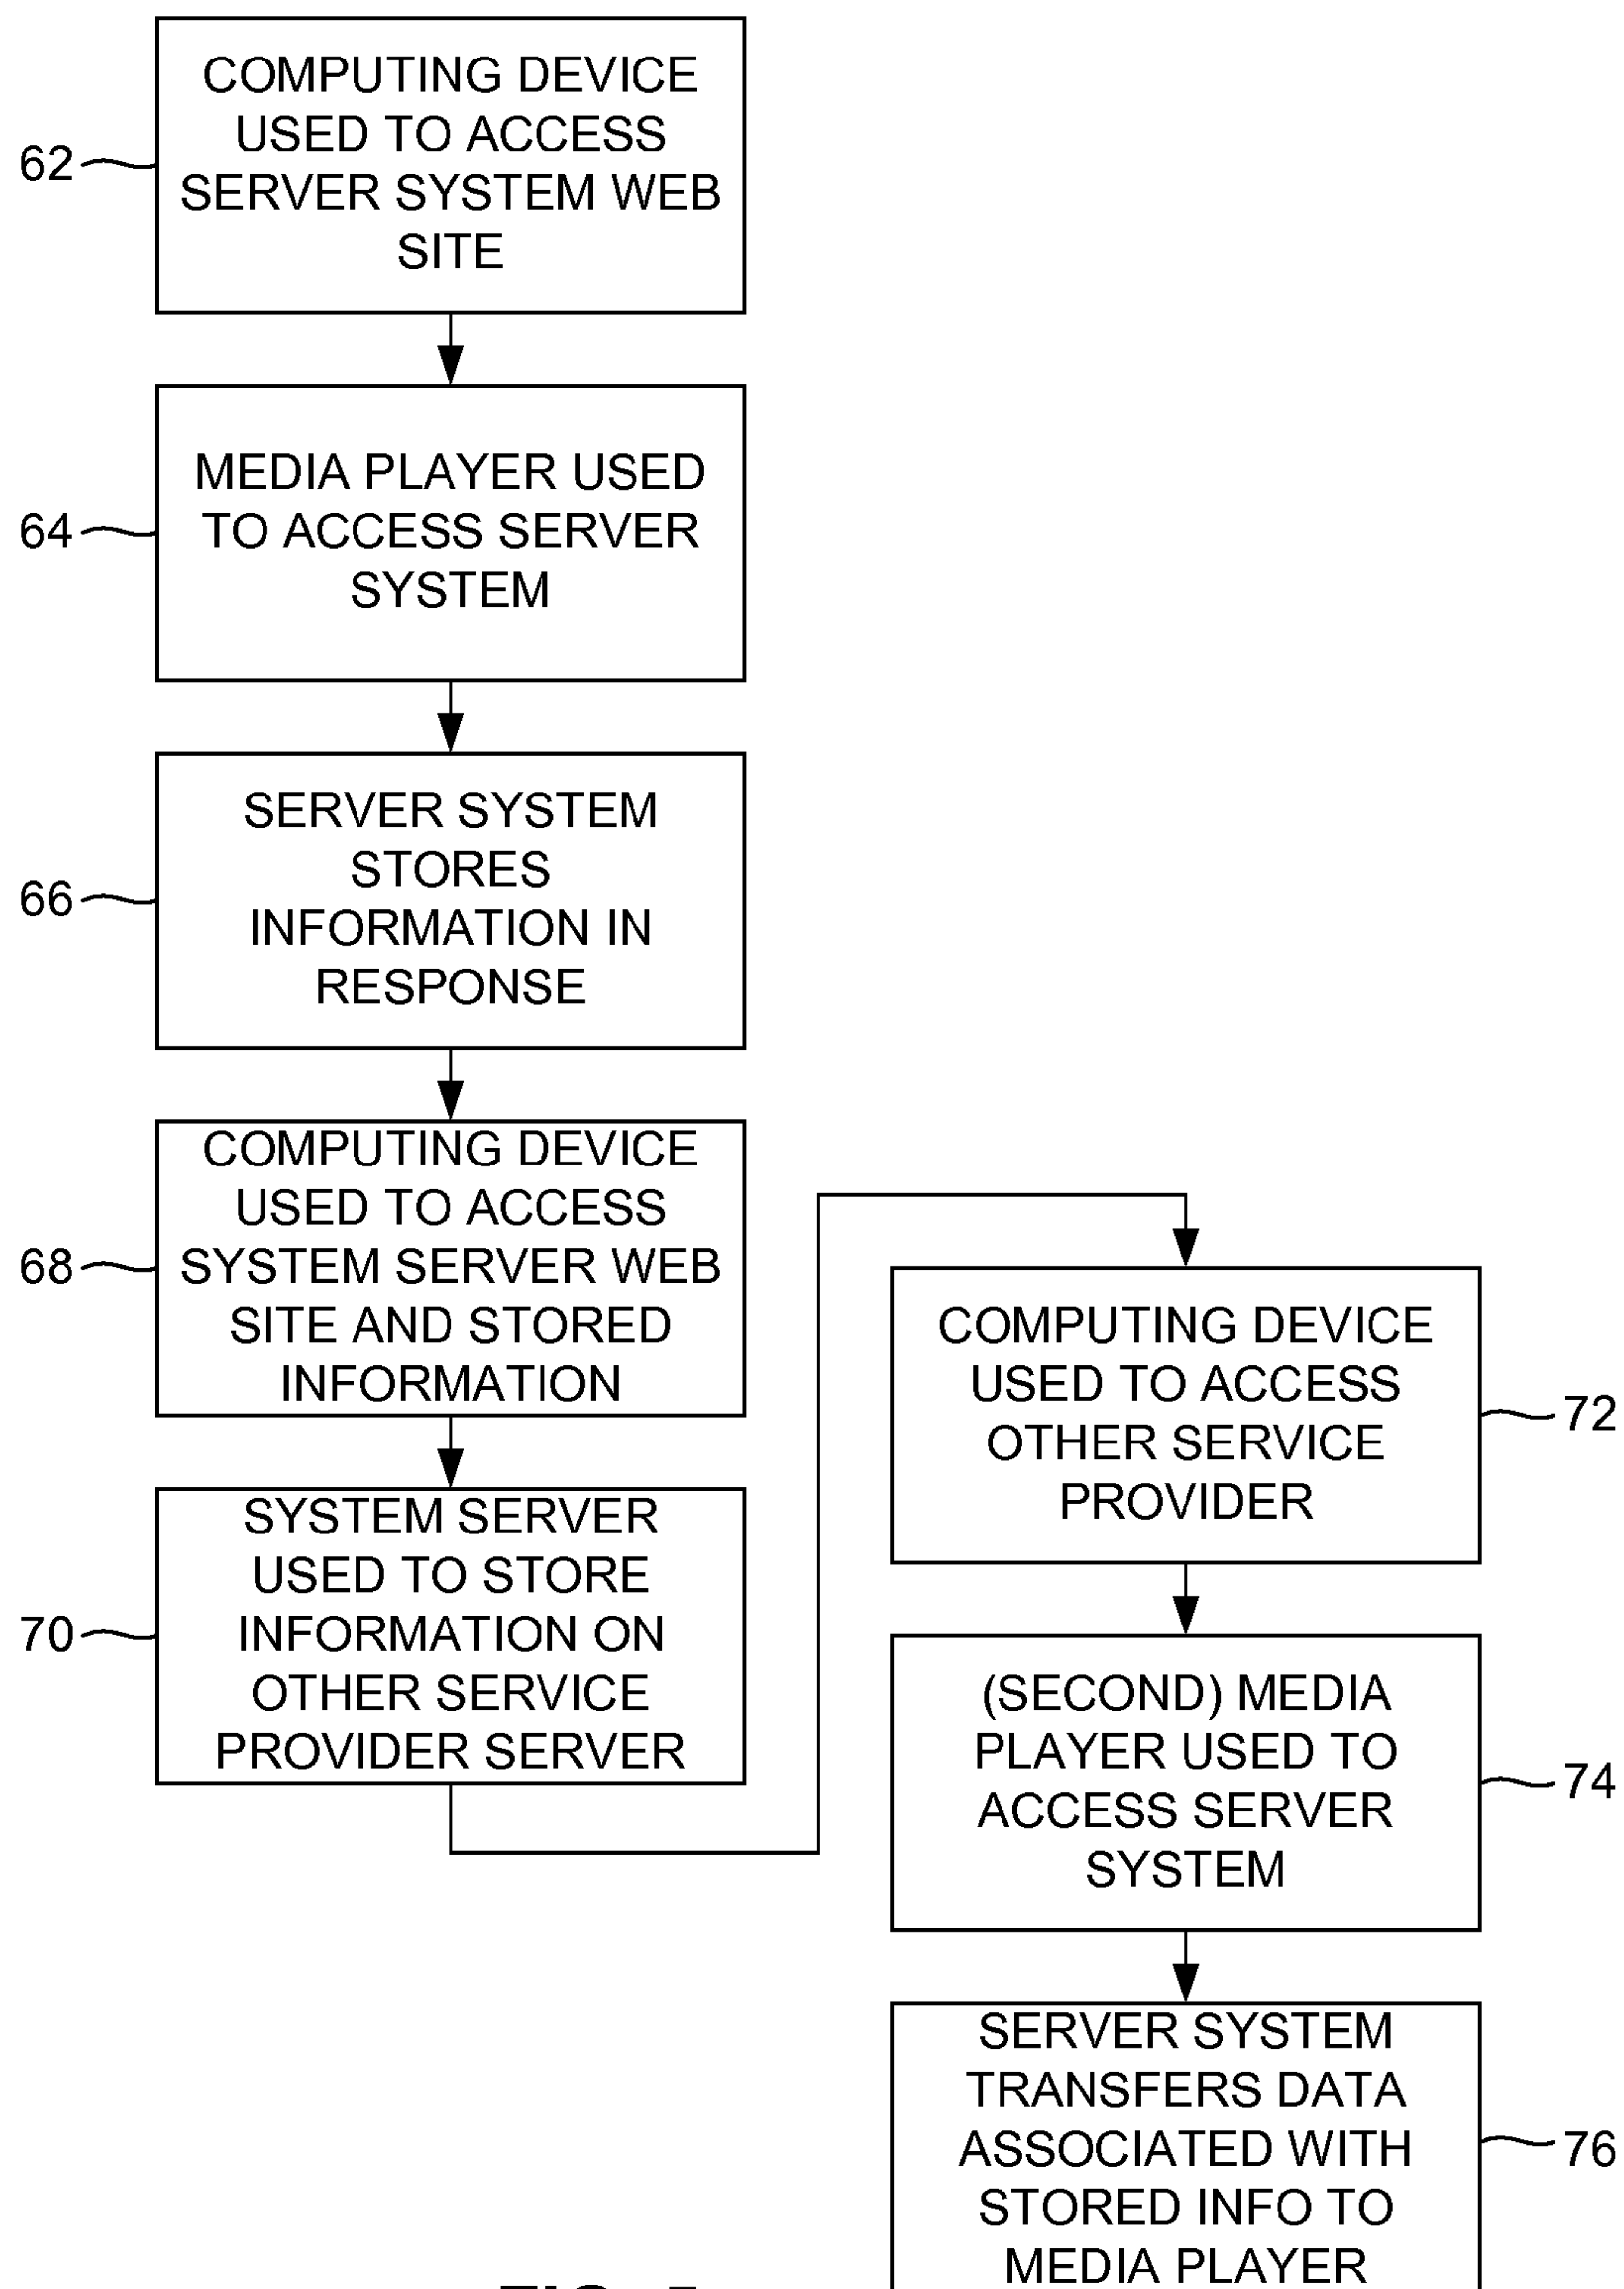 62
COMPUTING DEVICE
USED TO ACCESS
SERVER SYSTEM WEB
SITE
64
MEDIA PLAYER USED
TO ACCESS SERVER
SYSTEM
66
SERVER SYSTEM
STORES
INFORMATION IN
RESPONSE
68
COMPUTING DEVICE
USED TO ACCESS
SYSTEM SERVER WEB
SITE AND STORED
INFORMATION
70
SYSTEM SERVER
USED TO STORE
INFORMATION ON
OTHER SERVICE
PROVIDER SERVER
COMPUTING DEVICE
USED TO ACCESS
OTHER SERVICE
PROVIDER
72
(SECOND) MEDIA
PLAYER USED TO
ACCESS SERVER
SYSTEM
74
SERVER SYSTEM
TRANSFERS DATA
ASSOCIATED WITH
STORED INFO TO
MEDIA PLAYER
76